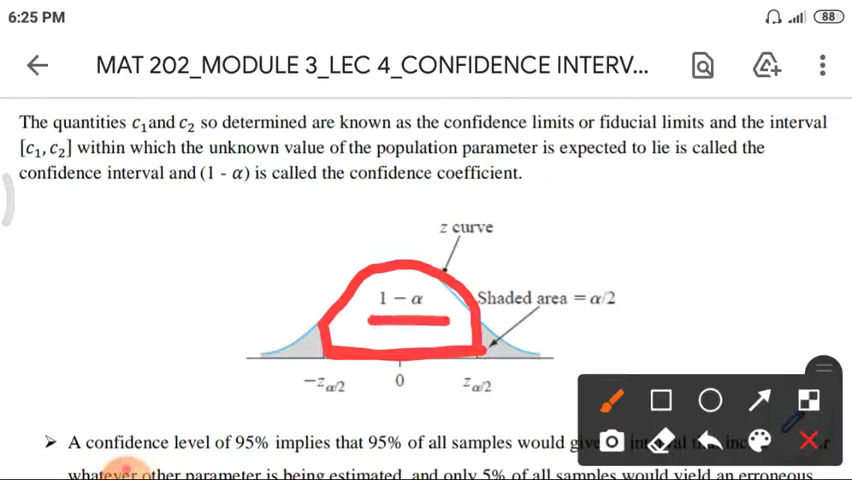 6:25 PM
88
MAT 202_MODULE 3_LEC 4_CONFIDENCE INTERV...
The quantities c₁and c₂ so determined are known as the confidence limits or fiducial limits and the interval
[c₁, c₂] within which the unknown value of the population parameter is expected to lie is called the
confidence interval and (1 - α) is called the confidence coefficient.
z curve
1 − α
Shaded area = α/2
−z_α/2
0
z_α/2
➢ A confidence level of 95% implies that 95% of all samples would
whatever other parameter is being estimated, and only 5% of all samples would yield an erroneous